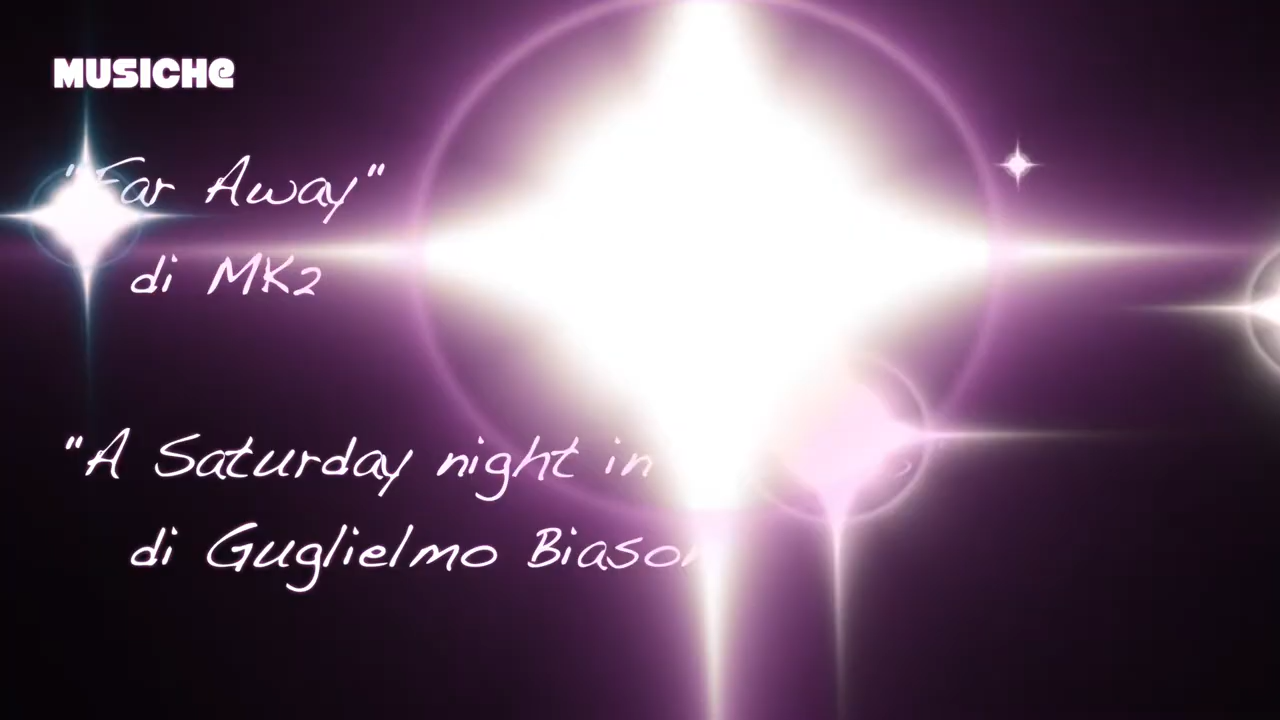 MUSICHE
"Far Away"
di MK2
"A Saturday night in
di Guglielmo